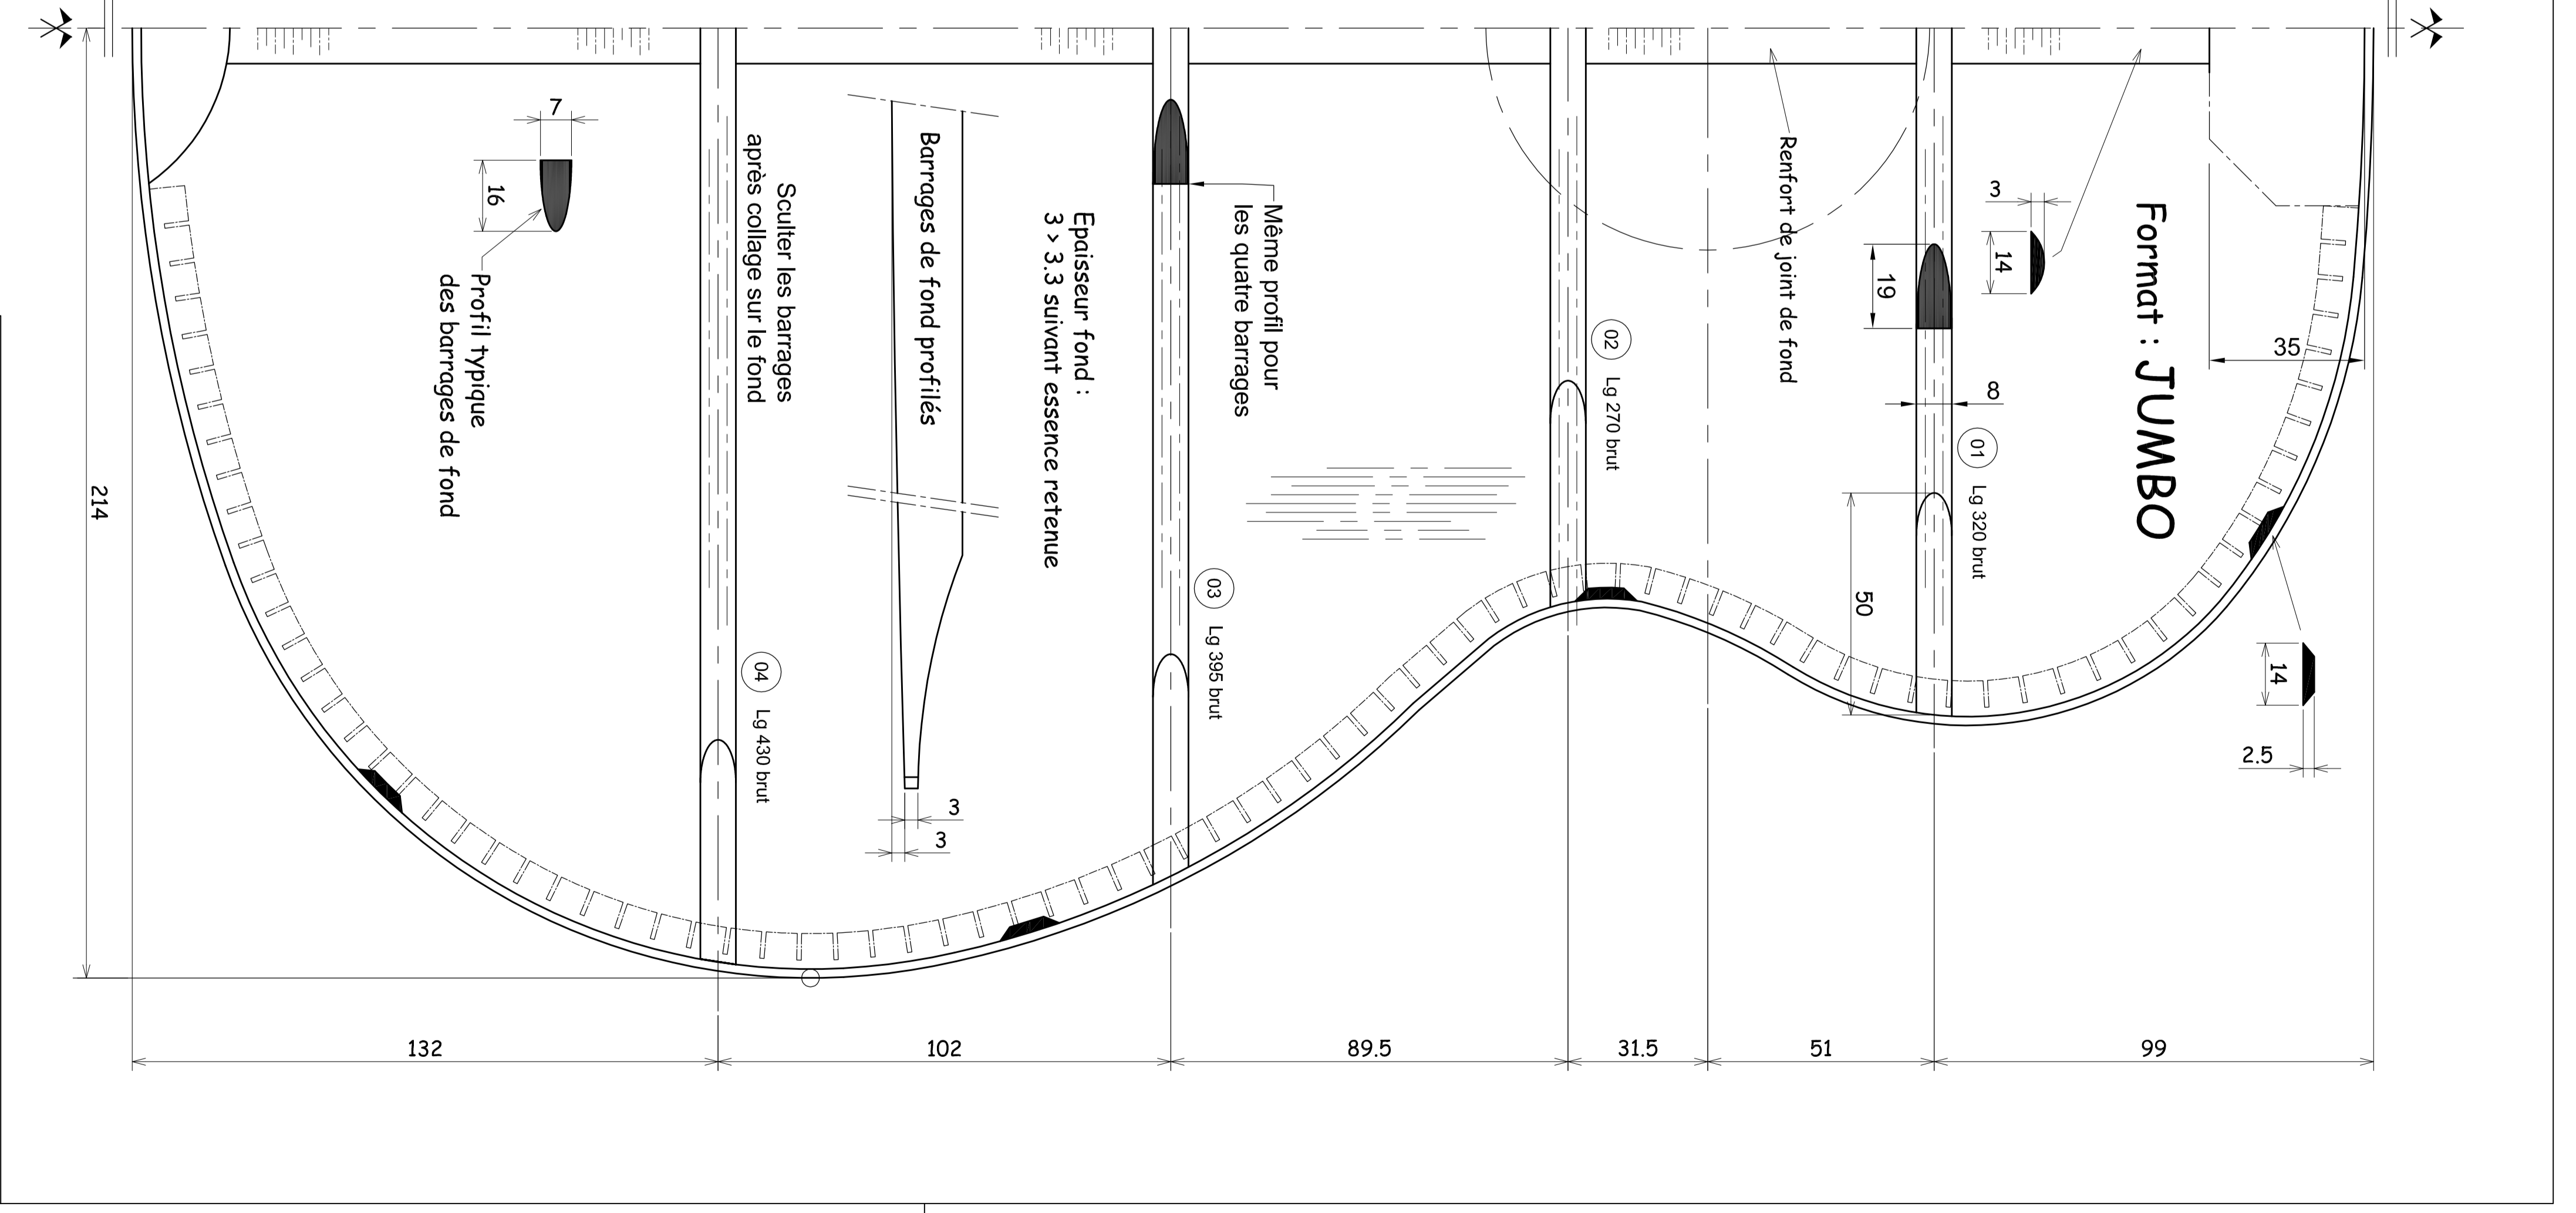 Format : JUMBO
35
3
14
19
8
01
Lg 320 brut
50
14
2.5
Renfort de joint de fond
02
Lg 270 brut
Même profil pour
les quatre barrages
03
Lg 395 brut
Epaisseur fond :
3 > 3.3 suivant essence retenue
Barrages de fond profilés
3
3
Sculter les barrages
après collage sur le fond
04
Lg 430 brut
7
16
Profil typique
des barrages de fond
214
132
102
89.5
31.5
51
99